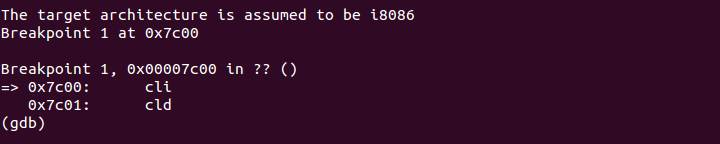 The target architecture is assumed to be i8086
Breakpoint 1 at 0x7c00

Breakpoint 1, 0x00007c00 in ?? ()
=> 0x7c00:      cli
   0x7c01:      cld
(gdb)